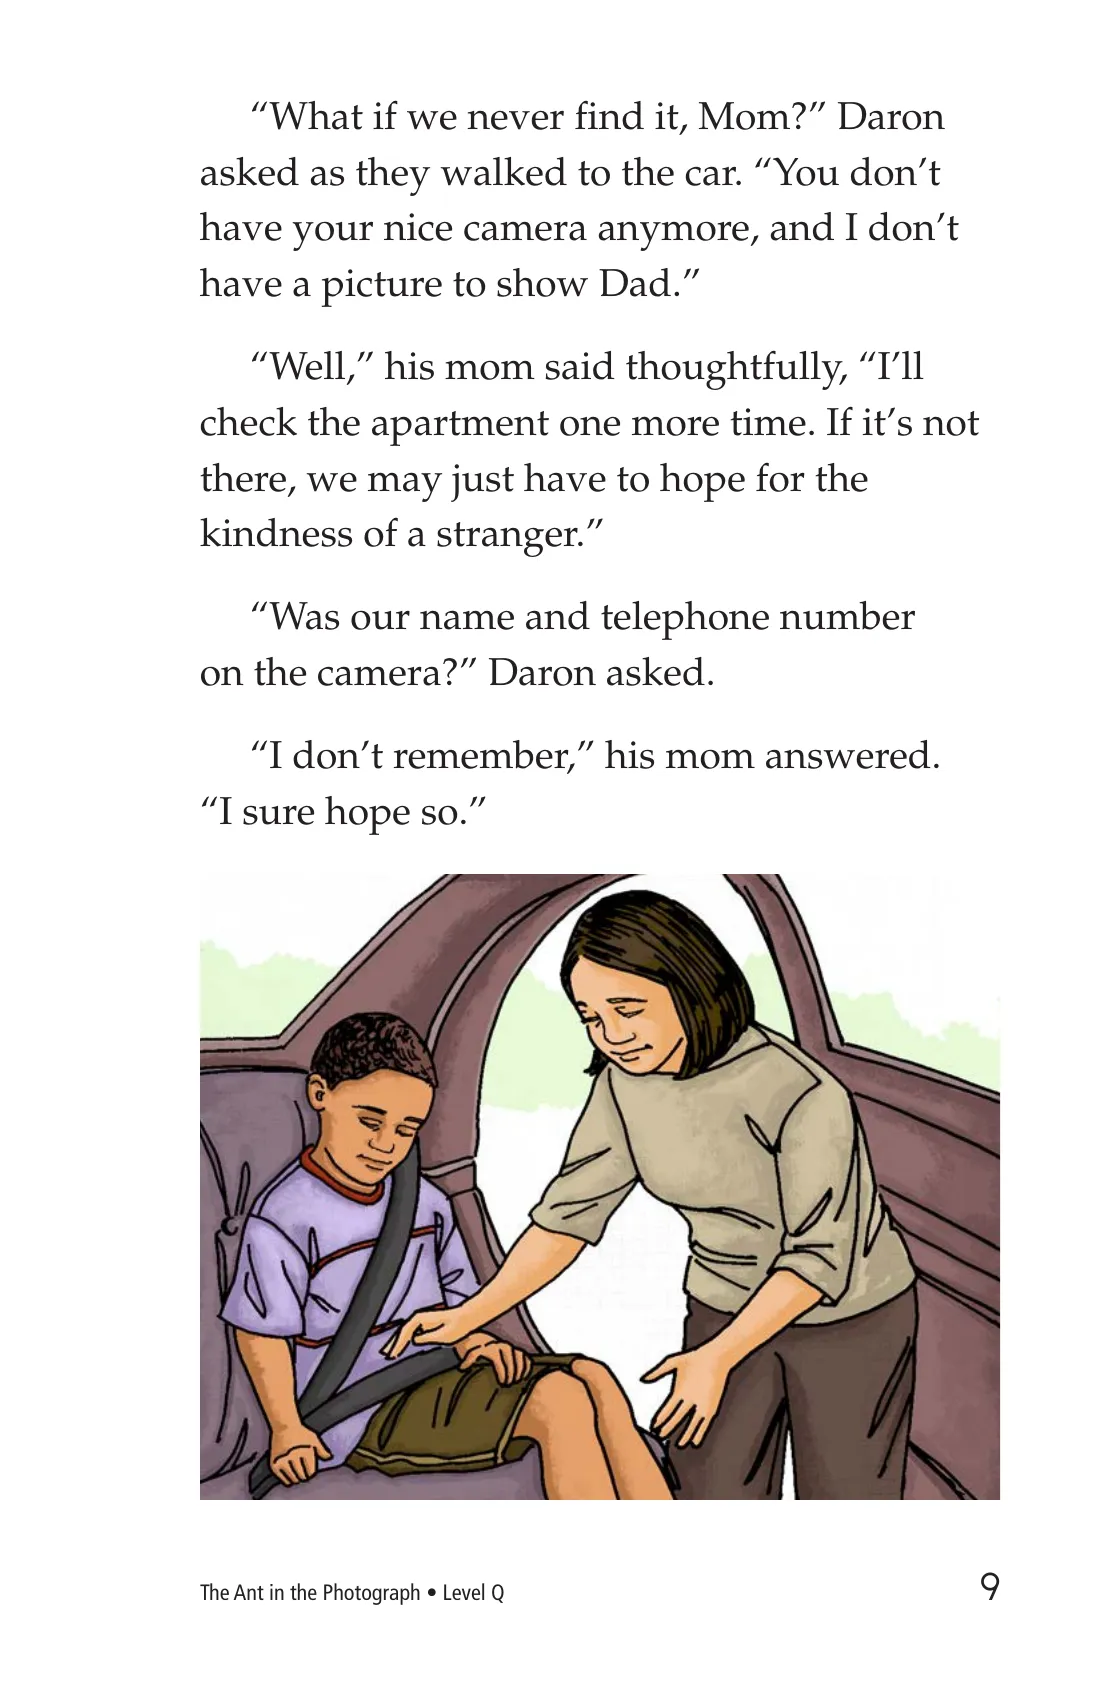 “What if we never find it, Mom?” Daron
asked as they walked to the car. “You don’t
have your nice camera anymore, and I don’t
have a picture to show Dad.”
“Well,” his mom said thoughtfully, “I’ll
check the apartment one more time. If it’s not
there, we may just have to hope for the
kindness of a stranger.”
“Was our name and telephone number
on the camera?” Daron asked.
“I don’t remember,” his mom answered.
“I sure hope so.”
The Ant in the Photograph • Level Q
9